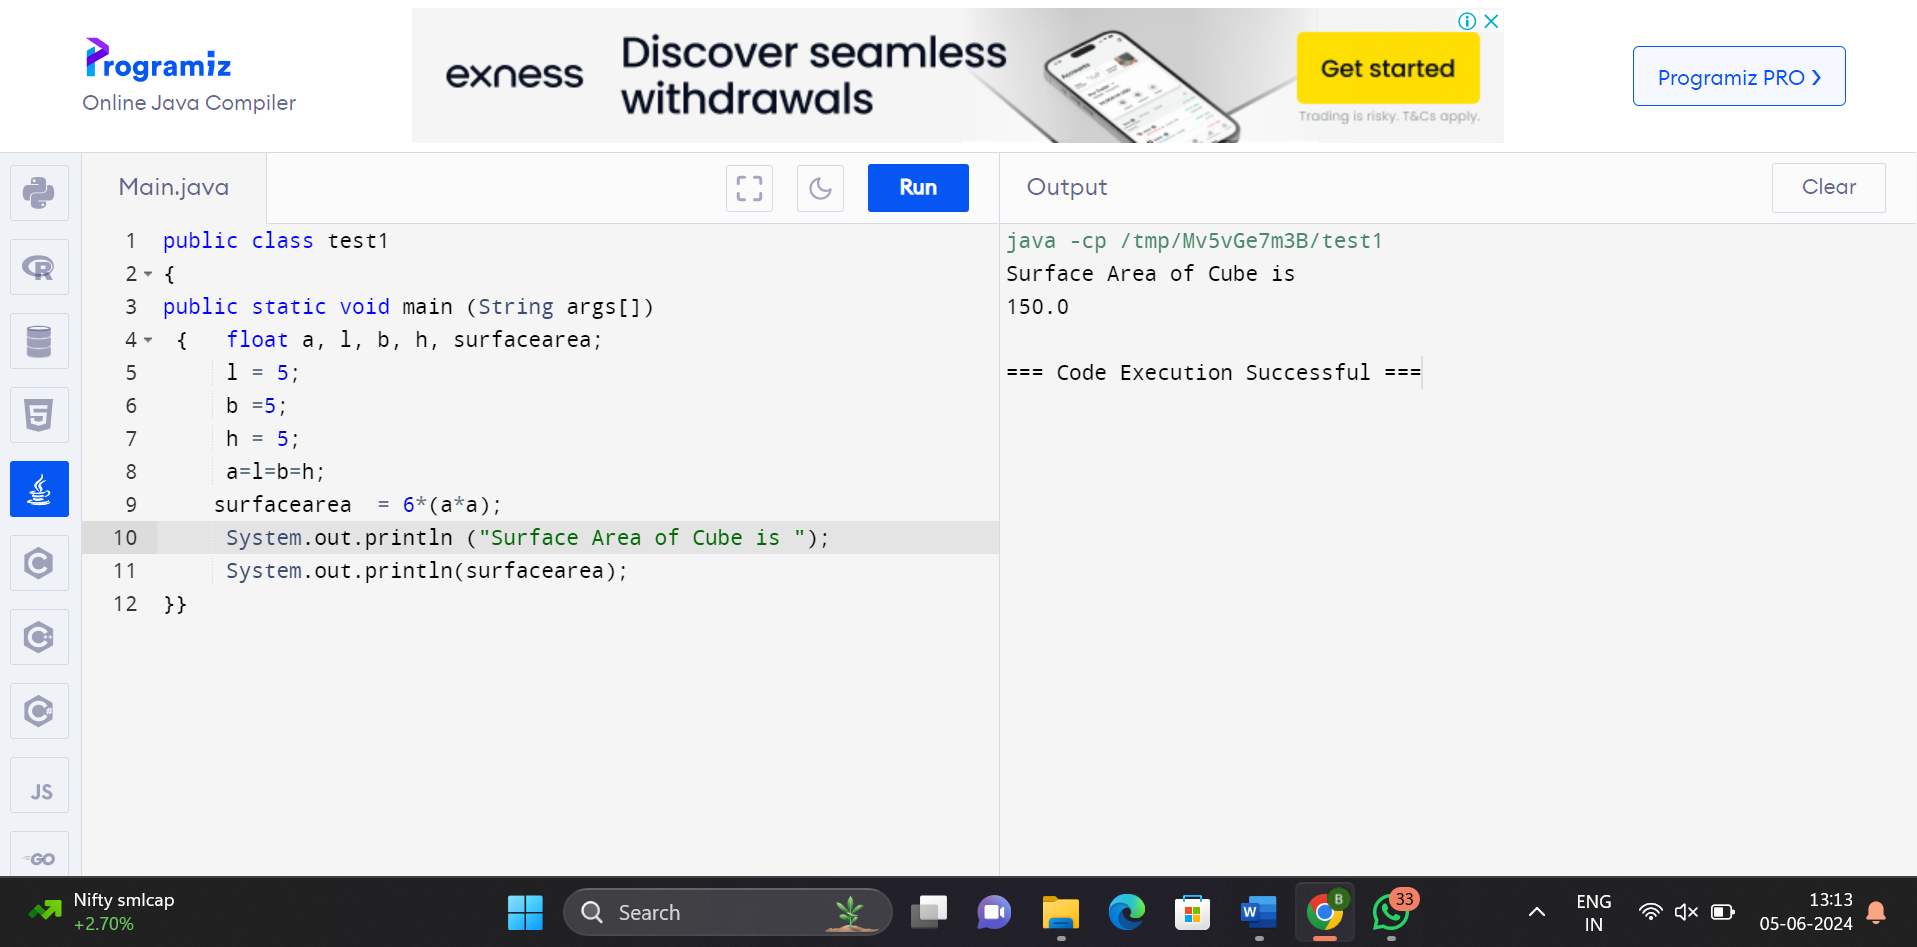 Programiz
Online Java Compiler
exness
Discover seamless
withdrawals
Get started
Trading is risky. T&Cs apply.
Programiz PRO ❯
Main.java
Run
Output
Clear
1 public class test1
2 {
3 public static void main (String args[])
4 {   float a, l, b, h, surfacearea;
5 l = 5;
6 b =5;
7 h = 5;
8 a=l=b=h;
9 surfacearea  = 6*(a*a);
10 System.out.println ("Surface Area of Cube is ");
11 System.out.println(surfacearea);
12 }}
java -cp /tmp/Mv5vGe7m3B/test1
Surface Area of Cube is
150.0
=== Code Execution Successful ===
JS
GO
Nifty smlcap
+2.70%
Search
33
ENG
IN
13:13
05-06-2024